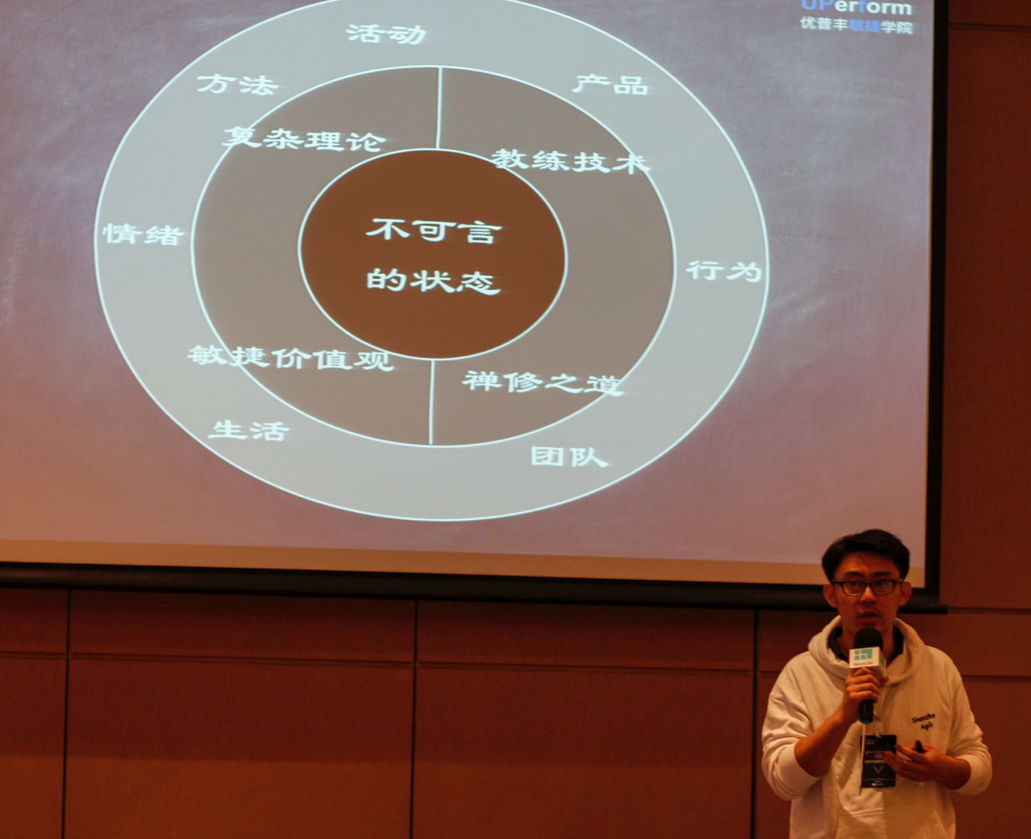 UPerform
优普丰敏捷学院
活动
方法
产品
复杂理论
教练技术
不可言
的状态
情绪
行为
敏捷价值观
禅修之道
生活
团队
Shenzhen
Agile